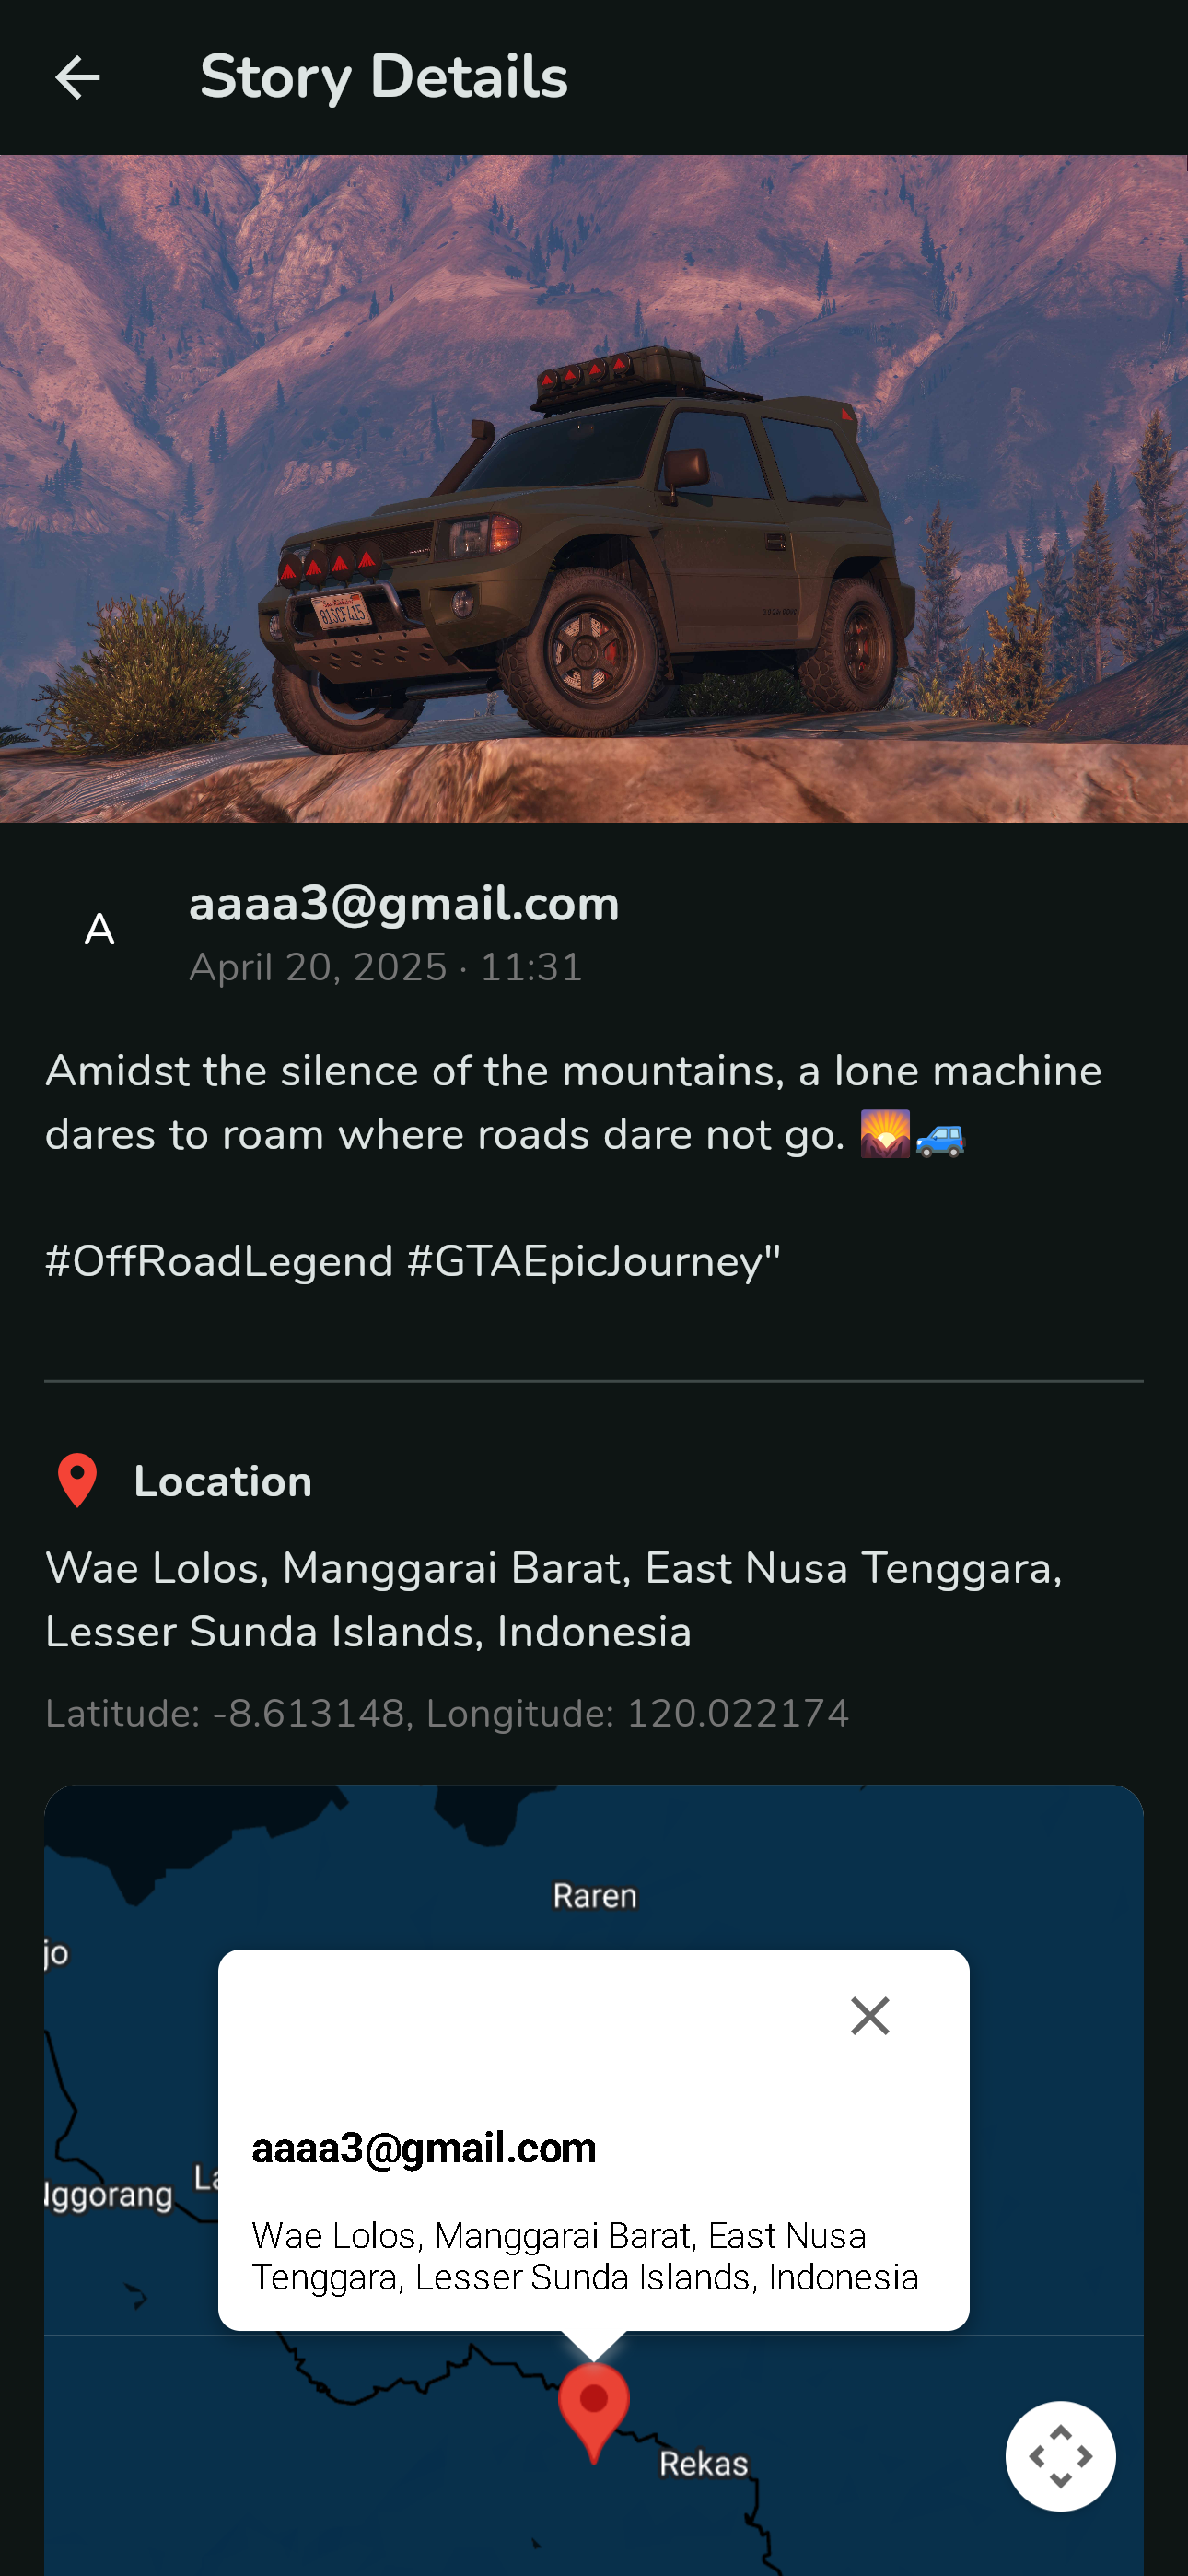 Story Details
aaaa3@gmail.com
A
April 20, 2025 · 11:31
Amidst the silence of the mountains, a lone machine
dares to roam where roads dare not go. 🌄🚙
#OffRoadLegend #GTAEpicJourney"
Location
Wae Lolos, Manggarai Barat, East Nusa Tenggara,
Lesser Sunda Islands, Indonesia
Latitude: -8.613148, Longitude: 120.022174
Raren
jo
aaaa3@gmail.com
ggorang
Wae Lolos, Manggarai Barat, East Nusa
Tenggara, Lesser Sunda Islands, Indonesia
Rekas